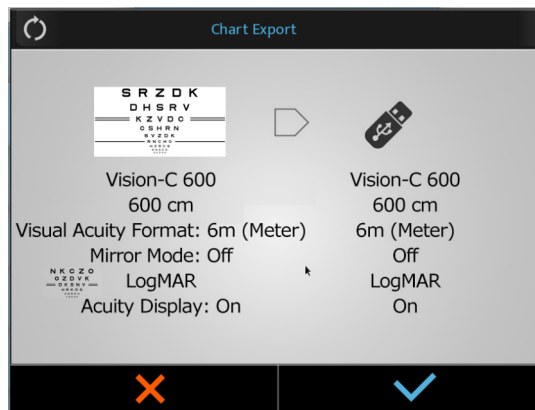 Chart Export
S R Z D K
D H S R V
K Z V D C
O S H R N
S V Z D K
Vision-C 600
Vision-C 600
600 cm
600 cm
Visual Acuity Format: 6m (Meter)
6m (Meter)
Mirror Mode: Off
Off
N K C Z O
O Z D V K
LogMAR
LogMAR
Acuity Display: On
On